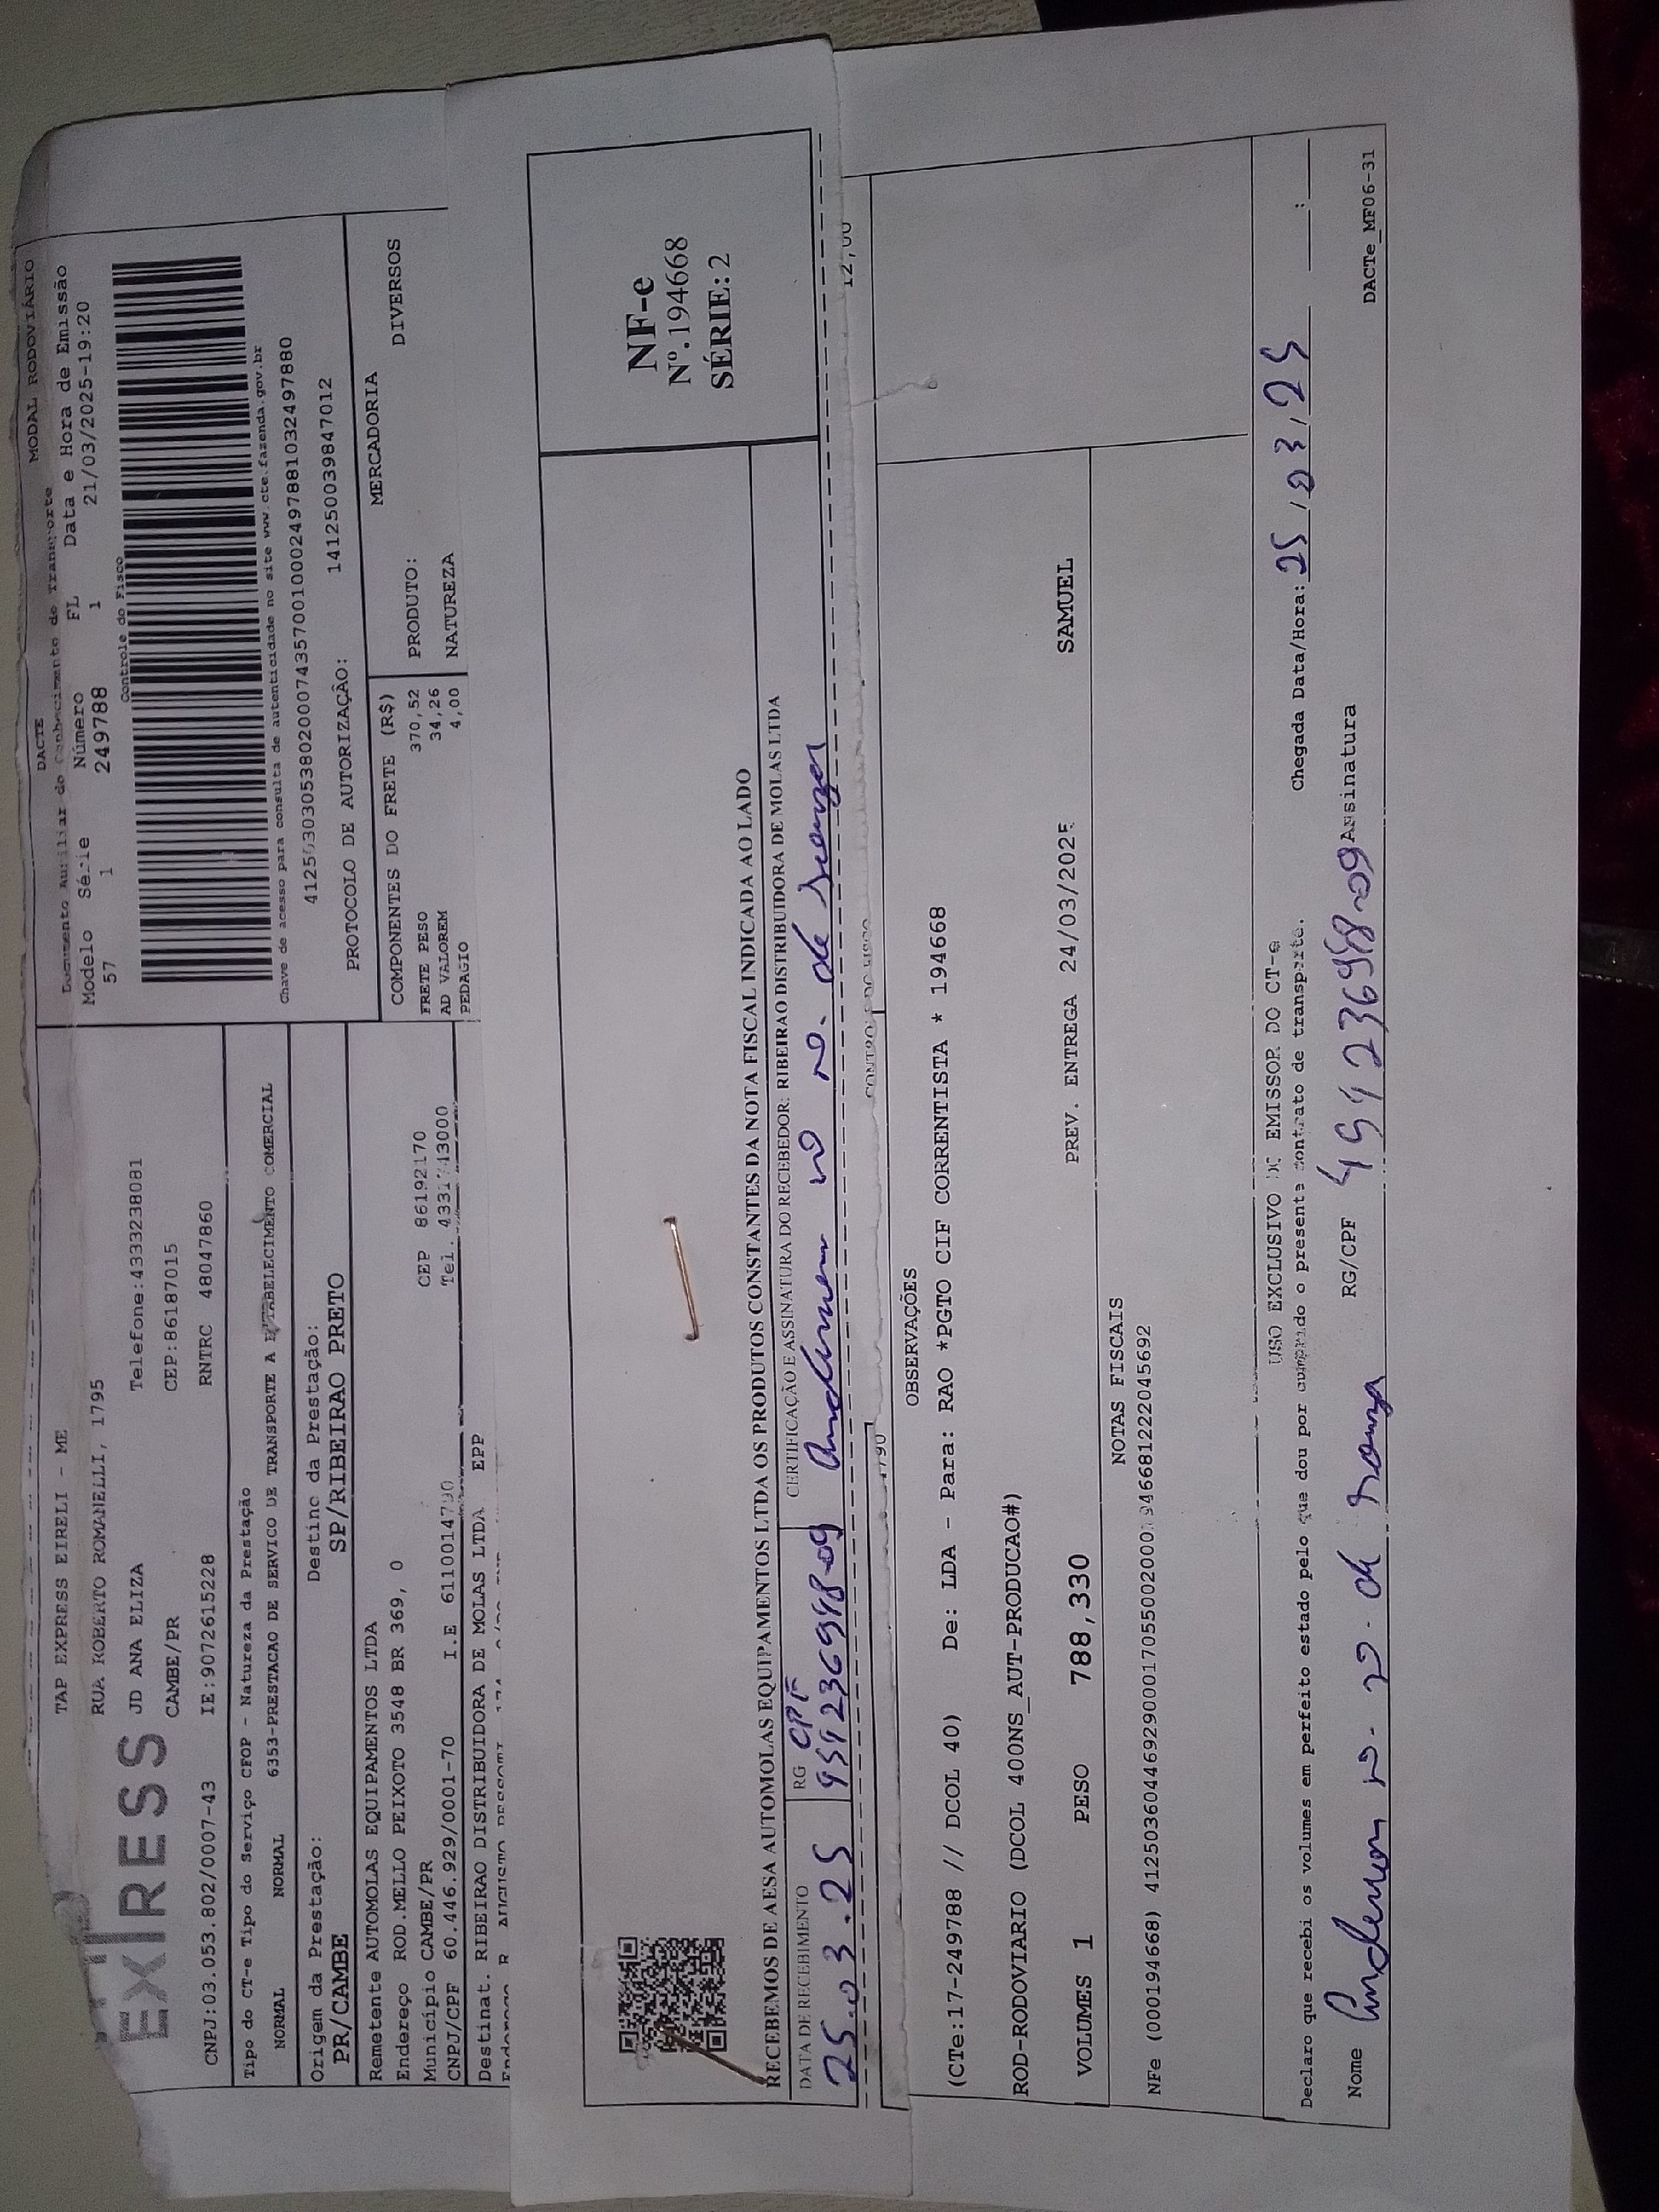 DACTE
MODAL RODOVIÁRIO
Documento Auxiliar do Conhecimento de Transporte
Modelo Série Número FL Data e Hora de Emissão
57 1 249788 1 21/03/2025-19:20
Controle do Fisco
Chave de acesso para consulta de autenticidade no site www.cte.fazenda.gov.br
PROTOCOLO DE AUTORIZAÇÃO: 141250039847012
EXPRESS
TAP EXPRESS EIRELI - ME
RUA ROBERTO ROMANELLI, 1795
JD ANA ELIZA Telefone:4333238081
CAMBE/PR CEP:86187015
CNPJ:03.053.802/0007-43 IE:9072615228 RNTRC 48047860
Tipo do CT-e Tipo do Serviço CFOP - Natureza da Prestação
NORMAL NORMAL 6353-PRESTACAO DE SERVICO DE TRANSPORTE A ESTABELECIMENTO COMERCIAL
Origem da Prestação: Destino da Prestação:
PR/CAMBE SP/RIBEIRAO PRETO
Remetente AUTOMOLAS EQUIPAMENTOS LTDA
Endereço ROD.MELLO PEIXOTO 3548 BR 369, 0
Município CAMBE/PR CEP 86192170
CNPJ/CPF 60.446.929/0001-70 I.E Tel.
Destinat. RIBEIRAO DISTRIBUIDORA DE MOLAS LTDA EPP
COMPONENTES DO FRETE (R$)
FRETE PESO 370,52
AD VALOREM 34,26
PEDAGIO 4,00
MERCADORIA
PRODUTO: DIVERSOS
NATUREZA
NF-e
Nº.194668
SÉRIE:2
RECEBEMOS DE AESA AUTOMOLAS EQUIPAMENTOS LTDA OS PRODUTOS CONSTANTES DA NOTA FISCAL INDICADA AO LADO
DATA DE RECEBIMENTO RG CPF CERTIFICAÇÃO E ASSINATURA DO RECEBEDOR: RIBEIRAO DISTRIBUIDORA DE MOLAS LTDA
25.03.25 Anderson de souza
12,00
OBSERVAÇÕES
(CTe:17-249788 // DCOL 40) De: LDA - Para: RAO *PGTO CIF CORRENTISTA * 194668
ROD-RODOVIARIO (DCOL 400NS_AUT-PRODUCAO#)
VOLUMES 1 PESO 788,330 PREV. ENTREGA 24/03/2025 SAMUEL
NOTAS FISCAIS
NFe (000194668)
USO EXCLUSIVO DO EMISSOR DO CT-e
Declaro que recebi os volumes em perfeito estado pelo que dou por cumprido o presente contrato de transporte. Chegada Data/Hora: 25/03/25 :
Nome Anderson de souza RG/CPF Assinatura
DACTe_MF06-31